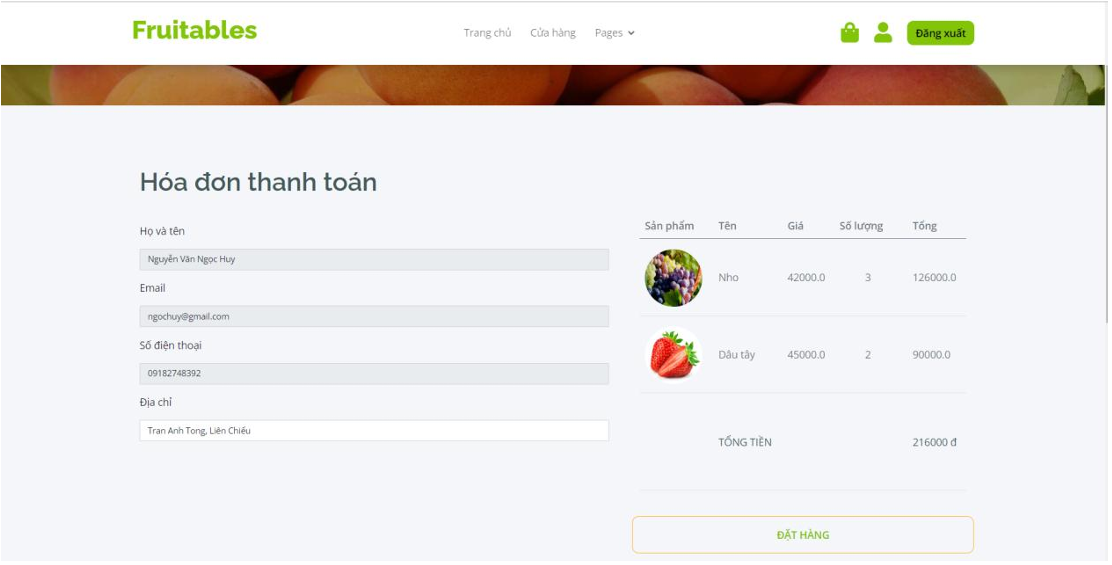 Fruitables
Trang chủ Cửa hàng Pages
Đăng xuất
Hóa đơn thanh toán
Họ và tên
Nguyễn Văn Ngọc Huy
Email
ngochuy@gmail.com
Số điện thoại
09182748392
Địa chỉ
Tran Anh Tong, Liên Chiểu
Sản phẩm Tên Giá Số lượng Tổng
Nho 42000.0 3 126000.0
Dâu tây 45000.0 2 90000.0
TỔNG TIỀN 216000 đ
ĐẶT HÀNG